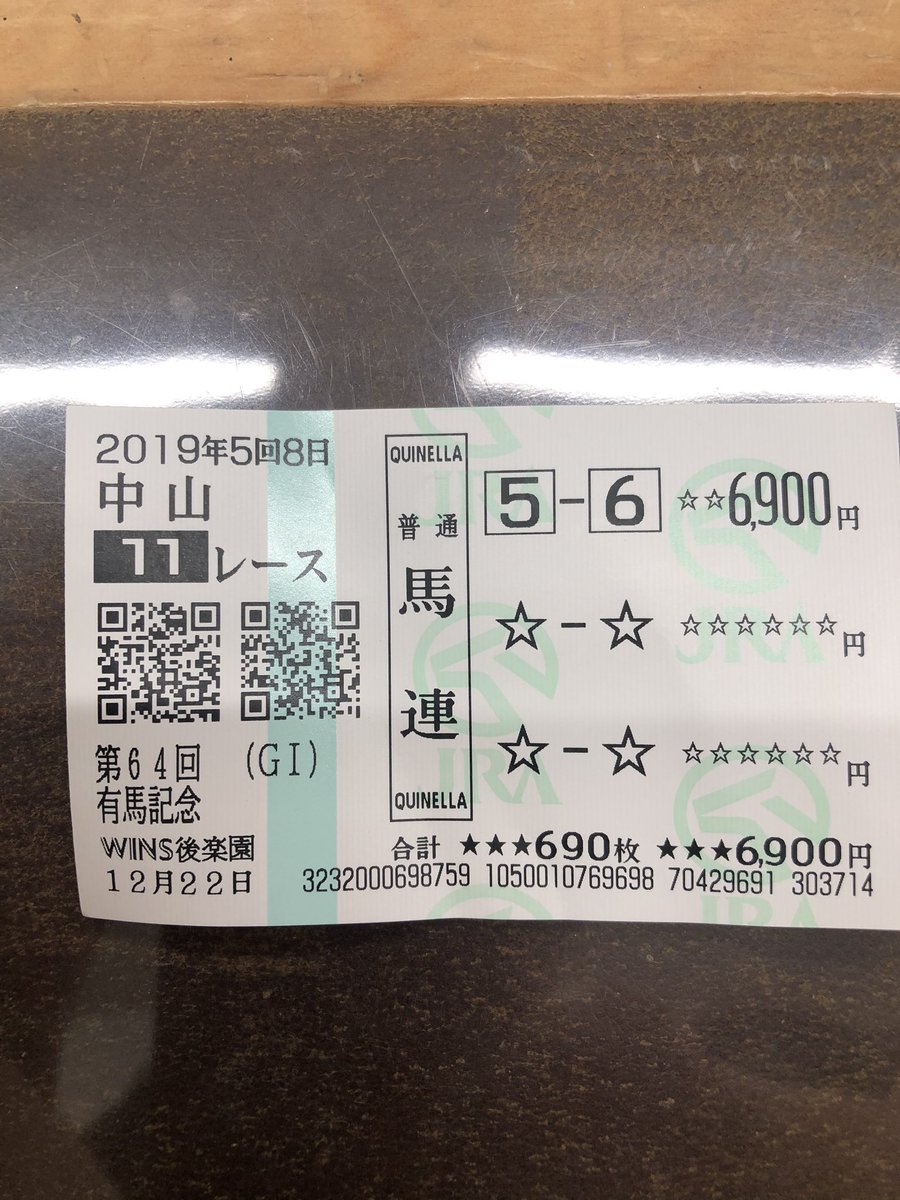 2019年5回8日
中山
11レース
第64回 (GI)
有馬記念
WINS後楽園
12月22日
QUINELLA
普通
馬連
QUINELLA
5-6 ☆☆6,900円
☆-☆ ☆☆☆☆☆☆円
☆-☆ ☆☆☆☆☆☆円
合計 ★★★690枚 ★★★6,900円
3232000698759 1050010769698 70429691 303714
JRA
JRA
JRA
JRA